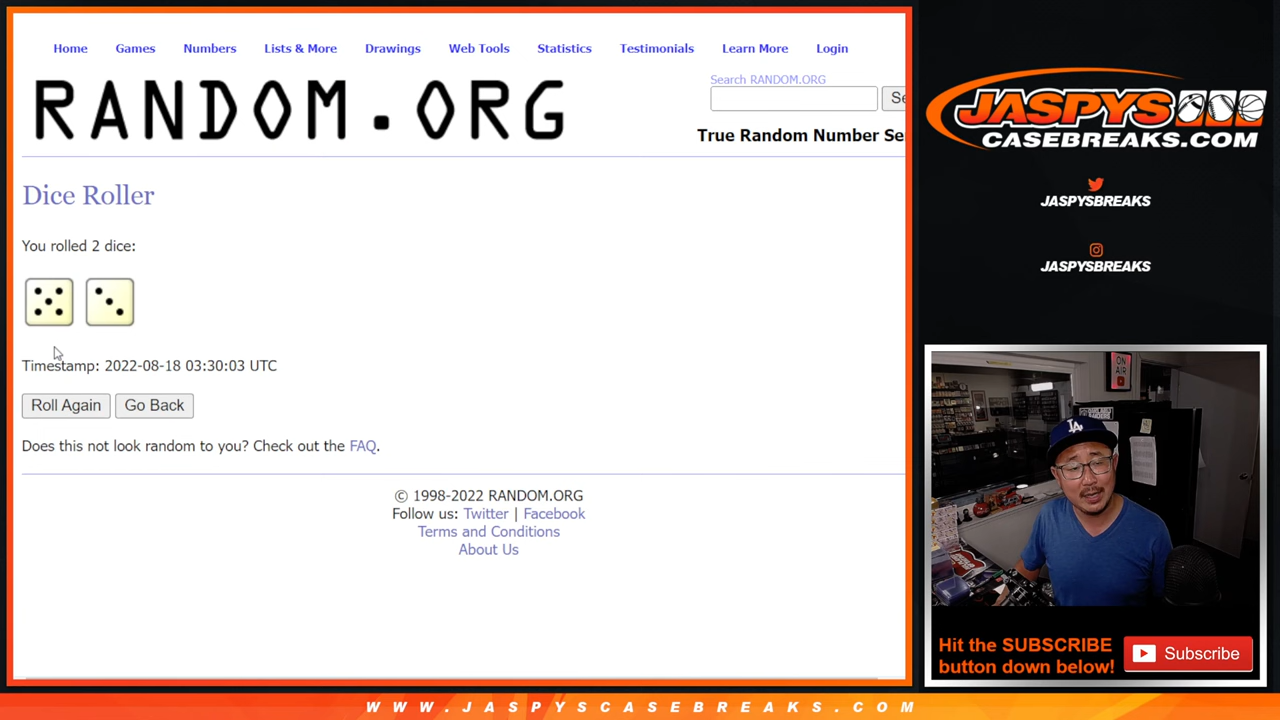 Home Games Numbers Lists & More Drawings Web Tools Statistics Testimonials Learn More Login
RANDOM.ORG
Search RANDOM.ORG
Se
True Random Number Se
Dice Roller
You rolled 2 dice:
Timestamp: 2022-08-18 03:30:03 UTC
Roll Again Go Back
Does this not look random to you? Check out the FAQ.
© 1998-2022 RANDOM.ORG
Follow us: Twitter | Facebook
Terms and Conditions
About Us
JASPYS
CASEBREAKS.COM
JASPYSBREAKS
JASPYSBREAKS
ON
AIR
LA
Hit the SUBSCRIBE
button down below!
Subscribe
WWW.JASPYSCASEBREAKS.COM